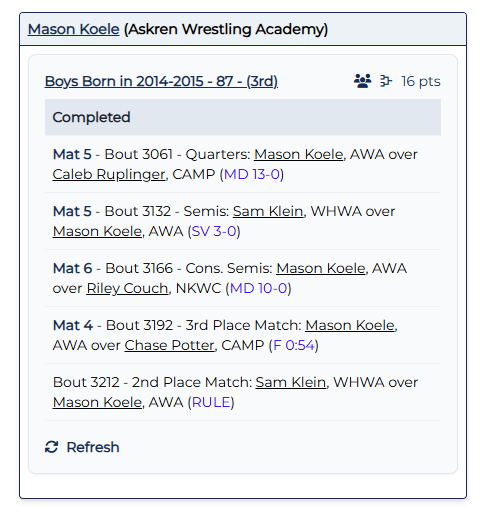 Mason Koele (Askren Wrestling Academy)
Boys Born in 2014-2015 - 87 - (3rd) 16 pts
Completed
Mat 5 - Bout 3061 - Quarters: Mason Koele, AWA over
Caleb Ruplinger, CAMP (MD 13-0)
Mat 5 - Bout 3132 - Semis: Sam Klein, WHWA over
Mason Koele, AWA (SV 3-0)
Mat 6 - Bout 3166 - Cons. Semis: Mason Koele, AWA
over Riley Couch, NKWC (MD 10-0)
Mat 4 - Bout 3192 - 3rd Place Match: Mason Koele,
AWA over Chase Potter, CAMP (F 0:54)
Bout 3212 - 2nd Place Match: Sam Klein, WHWA over
Mason Koele, AWA (RULE)
Refresh